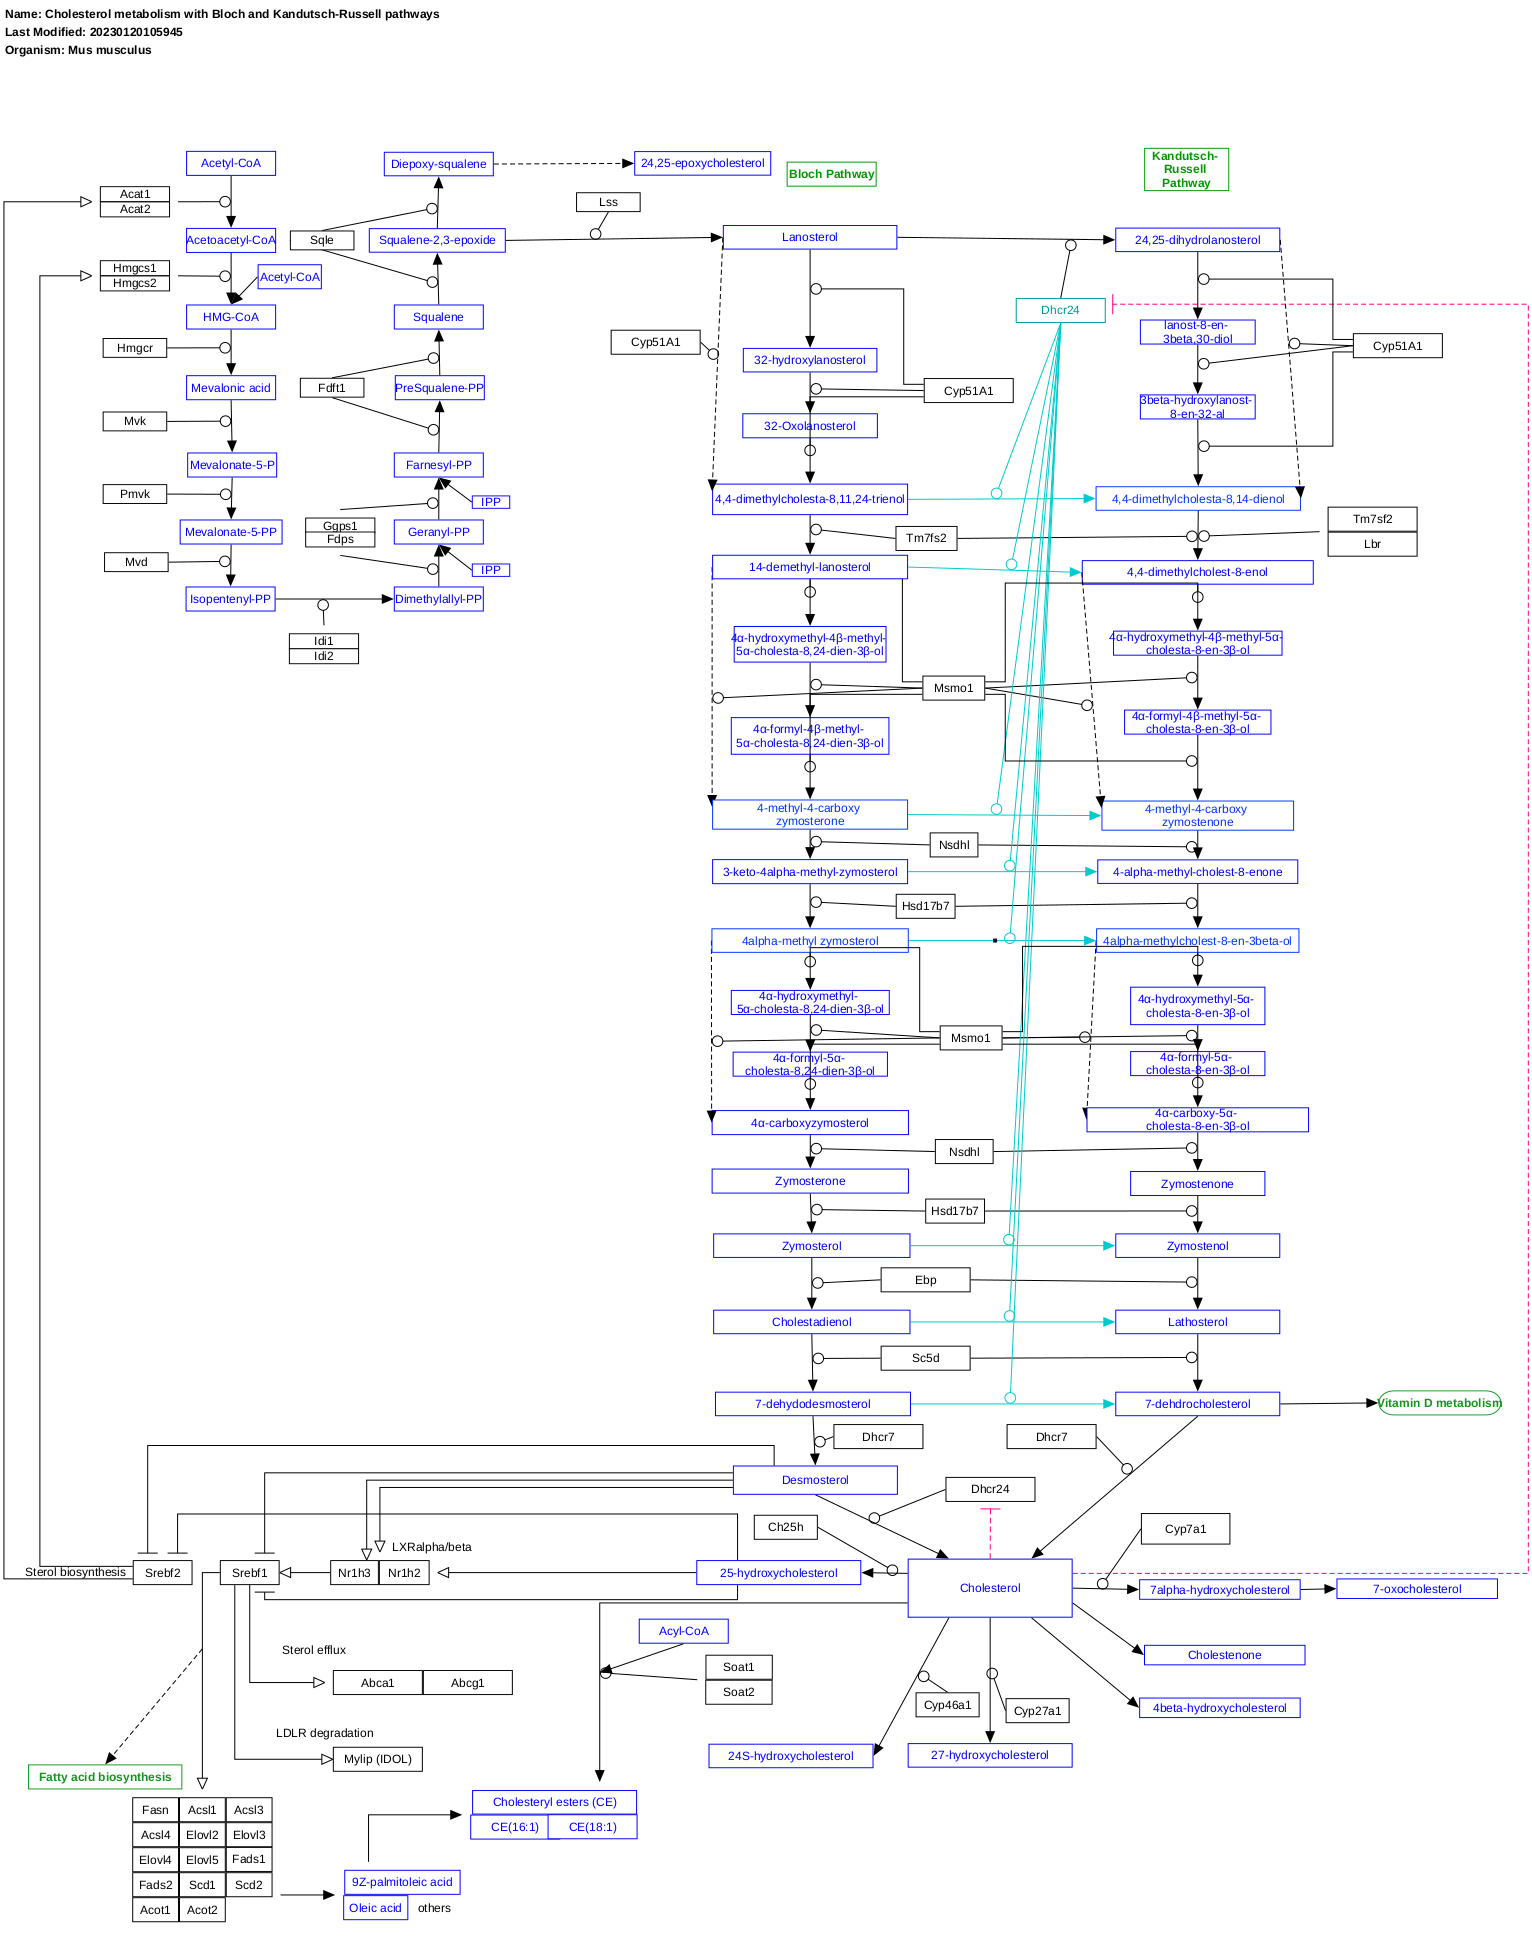 Name: Cholesterol metabolism with Bloch and Kandutsch-Russell pathways
Last Modified: 20230120105945
Organism: Mus musculus
Acetyl-CoA
Diepoxy-squalene
24,25-epoxycholesterol
Bloch Pathway
Kandutsch-
Russell
Pathway
Acat1
Acat2
Lss
Acetoacetyl-CoA
Sqle
Squalene-2,3-epoxide
Lanosterol
24,25-dihydrolanosterol
Hmgcs1
Hmgcs2
Acetyl-CoA
HMG-CoA
Squalene
Dhcr24
lanost-8-en-
3beta,30-diol
Hmgcr
Cyp51A1
Cyp51A1
32-hydroxylanosterol
Mevalonic acid
Fdft1
PreSqualene-PP
Cyp51A1
3beta-hydroxylanost-
8-en-32-al
Mvk
32-Oxolanosterol
Mevalonate-5-P
Farnesyl-PP
Pmvk
IPP
4,4-dimethylcholesta-8,11,24-trienol
4,4-dimethylcholesta-8,14-dienol
Mevalonate-5-PP
Ggps1
Fdps
Geranyl-PP
Tm7fs2
Tm7sf2
Lbr
Mvd
IPP
14-demethyl-lanosterol
4,4-dimethylcholest-8-enol
Isopentenyl-PP
Dimethylallyl-PP
Idi1
Idi2
4α-hydroxymethyl-4β-methyl-
5α-cholesta-8,24-dien-3β-ol
4α-hydroxymethyl-4β-methyl-5α-
cholesta-8-en-3β-ol
Msmo1
4α-formyl-4β-methyl-
5α-cholesta-8,24-dien-3β-ol
4α-formyl-4β-methyl-5α-
cholesta-8-en-3β-ol
4-methyl-4-carboxy
zymosterone
4-methyl-4-carboxy
zymostenone
Nsdhl
3-keto-4alpha-methyl-zymosterol
4-alpha-methyl-cholest-8-enone
Hsd17b7
4alpha-methyl zymosterol
4alpha-methylcholest-8-en-3beta-ol
4α-hydroxymethyl-
5α-cholesta-8,24-dien-3β-ol
4α-hydroxymethyl-5α-
cholesta-8-en-3β-ol
Msmo1
4α-formyl-5α-
cholesta-8,24-dien-3β-ol
4α-formyl-5α-
cholesta-8-en-3β-ol
4α-carboxyzymosterol
4α-carboxy-5α-
cholesta-8-en-3β-ol
Nsdhl
Zymosterone
Zymostenone
Hsd17b7
Zymosterol
Zymostenol
Ebp
Cholestadienol
Lathosterol
Sc5d
7-dehydodesmosterol
7-dehdrocholesterol
Vitamin D metabolism
Dhcr7
Dhcr7
Desmosterol
Dhcr24
Ch25h
Cyp7a1
LXRalpha/beta
Sterol biosynthesis
Srebf2
Srebf1
Nr1h3
Nr1h2
25-hydroxycholesterol
Cholesterol
7alpha-hydroxycholesterol
7-oxocholesterol
Acyl-CoA
Sterol efflux
Cholestenone
Abca1
Abcg1
Soat1
Soat2
Cyp46a1
Cyp27a1
4beta-hydroxycholesterol
LDLR degradation
Mylip (IDOL)
24S-hydroxycholesterol
27-hydroxycholesterol
Fatty acid biosynthesis
Cholesteryl esters (CE)
CE(16:1)
CE(18:1)
Fasn
Acsl1
Acsl3
Acsl4
Elovl2
Elovl3
Elovl4
Elovl5
Fads1
Fads2
Scd1
Scd2
Acot1
Acot2
9Z-palmitoleic acid
Oleic acid
others